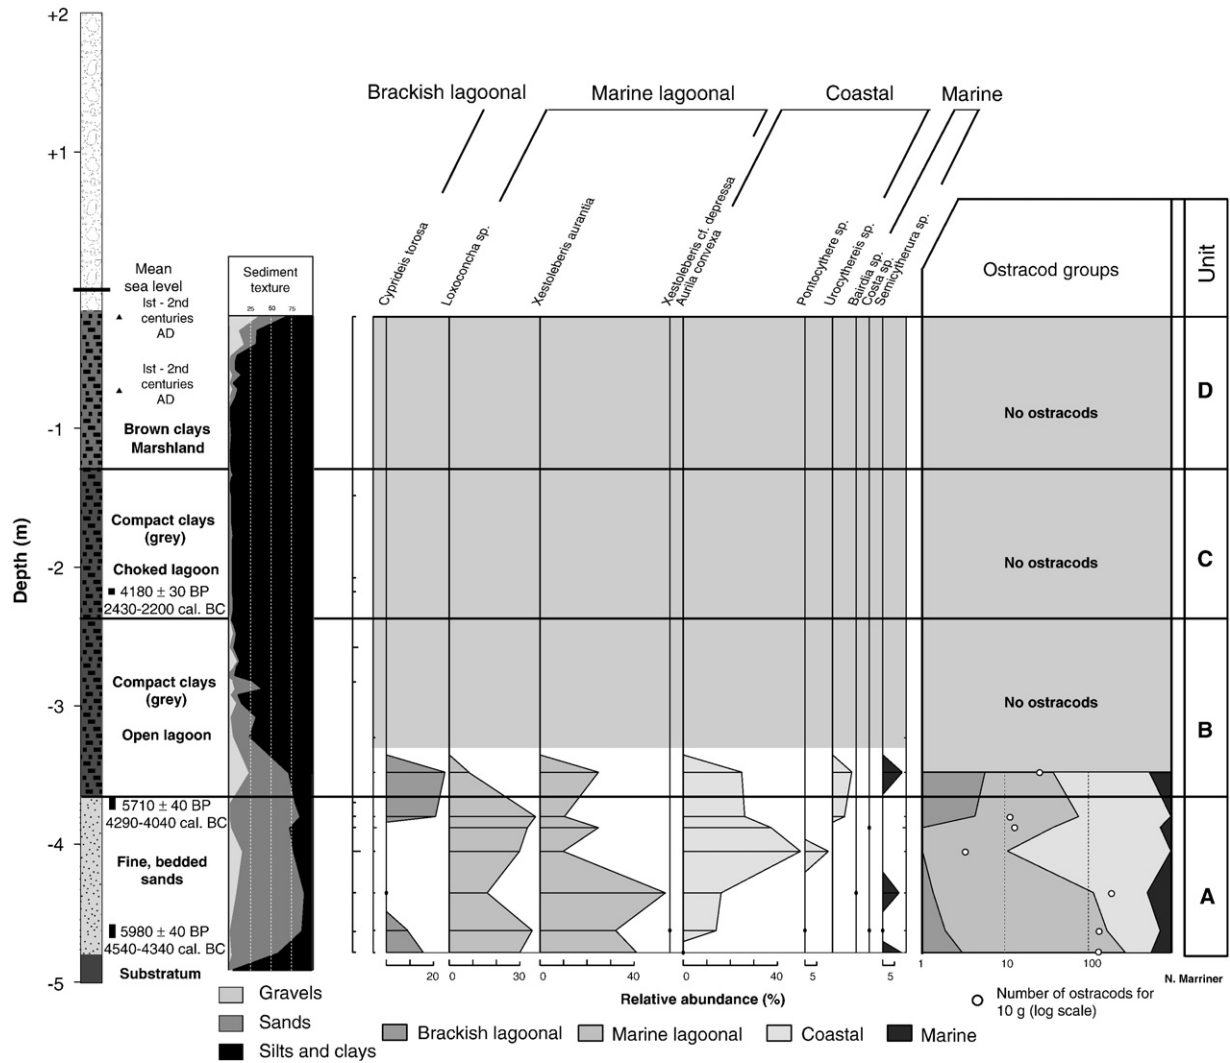 +2
+1
-1
-2
-3
-4
-5
Depth (m)
Brackish lagoonal
Marine lagoonal
Coastal
Marine
Cyprideis torosa
Loxoconcha sp.
Xestoleberis aurantia
Xestoleberis cf. depressa
Aurila convexa
Pontocythere sp.
Urocythereis sp.
Bairdia sp.
Costa sp.
Semicytherura sp.
Ostracod groups
Unit
Mean
sea level
Sediment
texture
25 50 75
Ist - 2nd
centuries
AD
Ist - 2nd
centuries
AD
Brown clays
Marshland
No ostracods
D
Compact clays
(grey)
Choked lagoon
4180 ± 30 BP
2430-2200 cal. BC
No ostracods
C
Compact clays
(grey)
Open lagoon
No ostracods
B
5710 ± 40 BP
4290-4040 cal. BC
Fine, bedded
sands
5980 ± 40 BP
4540-4340 cal. BC
A
Substratum
20 0 30 0 40 0 40 5 5
1 10 100
N. Marriner
Relative abundance (%)
Number of ostracods for
10 g (log scale)
Gravels
Sands
Silts and clays
Brackish lagoonal
Marine lagoonal
Coastal
Marine